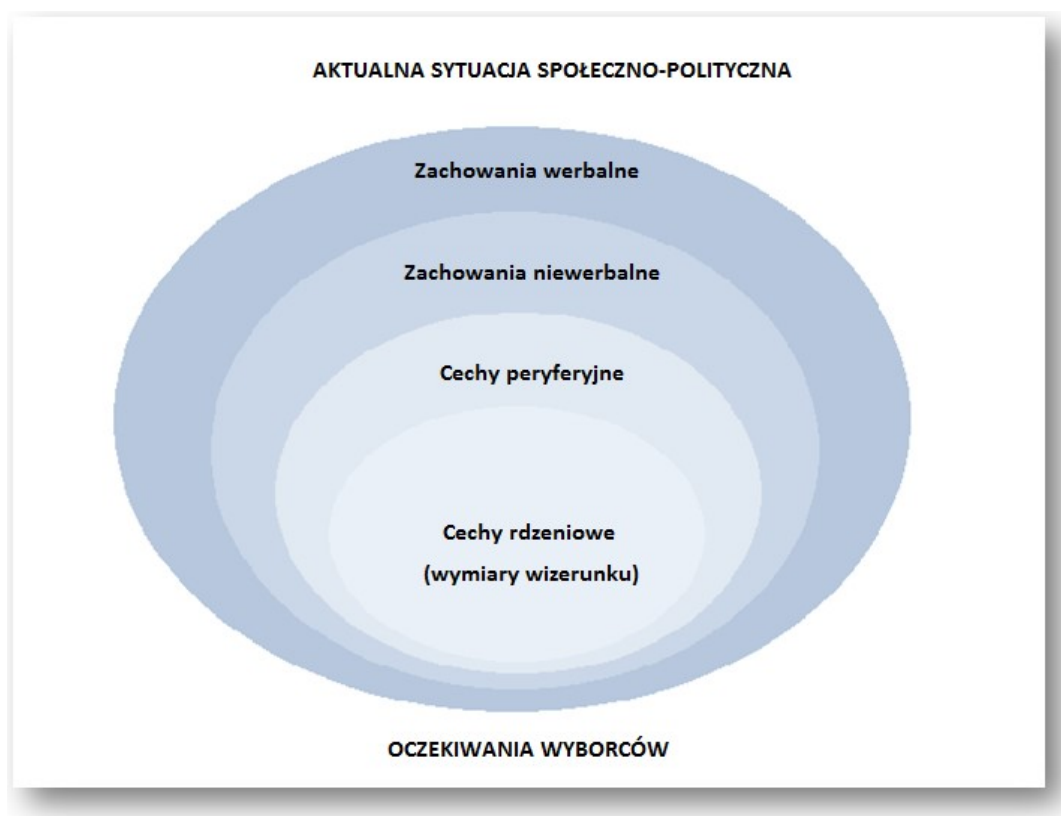 AKTUALNA SYTUACJA SPOŁECZNO-POLITYCZNA
Zachowania werbalne
Zachowania niewerbalne
Cechy peryferyjne
Cechy rdzeniowe
(wymiary wizerunku)
OCZEKIWANIA WYBORCÓW